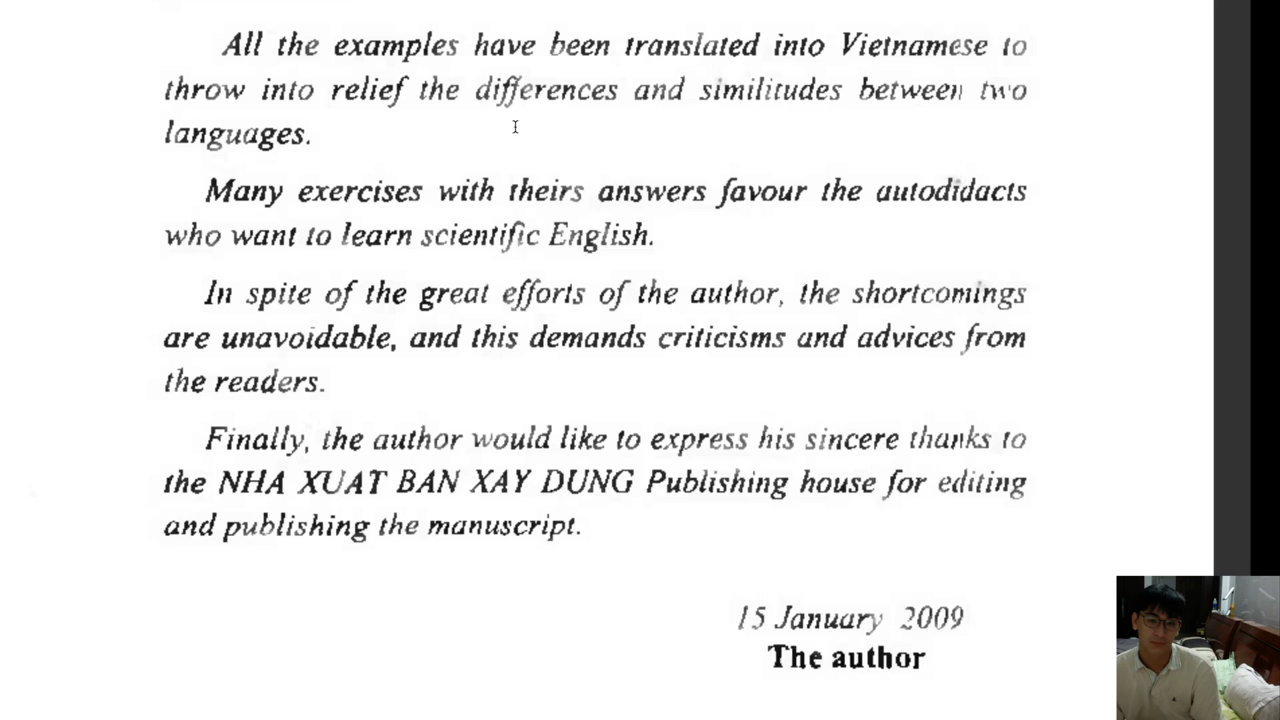 All the examples have been translated into Vietnamese to
throw into relief the differences and similitudes between two
languages.
Many exercises with theirs answers favour the autodidacts
who want to learn scientific English.
In spite of the great efforts of the author, the shortcomings
are unavoidable, and this demands criticisms and advices from
the readers.
Finally, the author would like to express his sincere thanks to
the NHA XUAT BAN XAY DUNG Publishing house for editing
and publishing the manuscript.
15 January 2009
The author